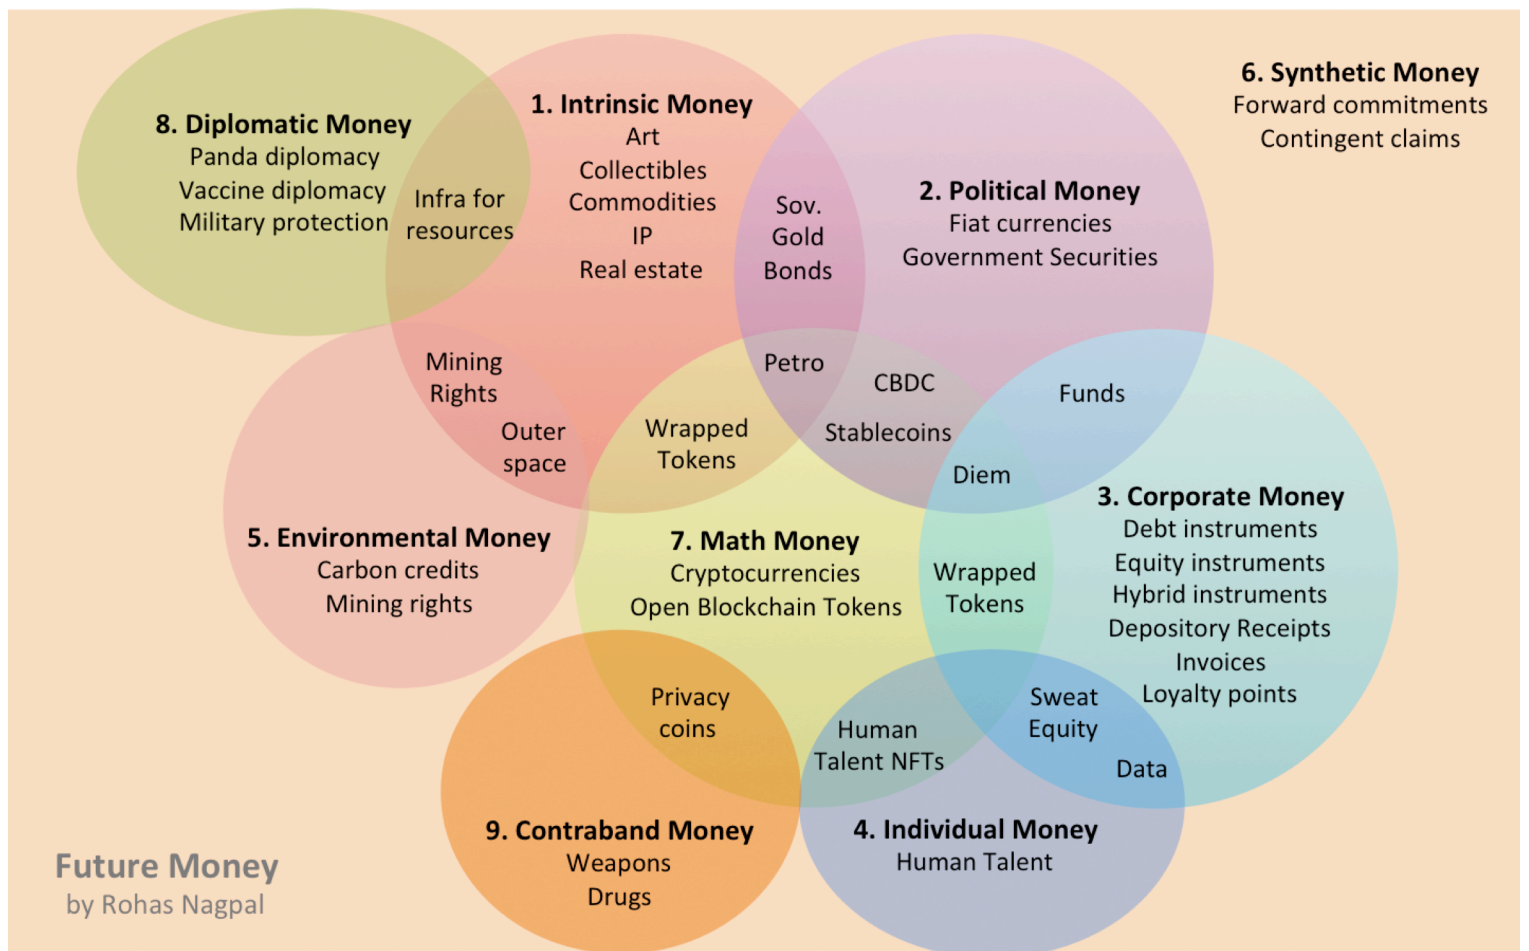 8. Diplomatic Money
Panda diplomacy
Vaccine diplomacy
Military protection
Infra for
resources
1. Intrinsic Money
Art
Collectibles
Commodities
IP
Real estate
Sov.
Gold
Bonds
2. Political Money
Fiat currencies
Government Securities
6. Synthetic Money
Forward commitments
Contingent claims
Mining
Rights
Outer
space
Wrapped
Tokens
Petro
CBDC
Stablecoins
Diem
Funds
5. Environmental Money
Carbon credits
Mining rights
7. Math Money
Cryptocurrencies
Open Blockchain Tokens
Wrapped
Tokens
3. Corporate Money
Debt instruments
Equity instruments
Hybrid instruments
Depository Receipts
Invoices
Loyalty points
Privacy
coins
Human
Talent NFTs
Sweat
Equity
Data
9. Contraband Money
Weapons
Drugs
4. Individual Money
Human Talent
Future Money
by Rohas Nagpal